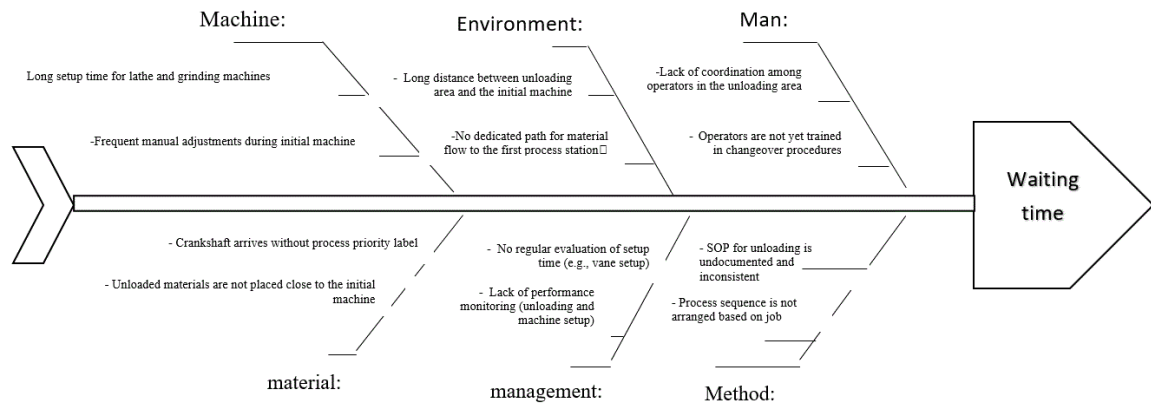 Machine:
Long setup time for lathe and grinding machines
-Frequent manual adjustments during initial machine
Environment:
- Long distance between unloading
area and the initial machine
-No dedicated path for material
flow to the first process station□
Man:
-Lack of coordination among
operators in the unloading area
- Operators are not yet trained
in changeover procedures
Waiting
time
- Crankshaft arrives without process priority label
- Unloaded materials are not placed close to the initial
machine
material:
- No regular evaluation of setup
time (e.g., vane setup)
- Lack of performance
monitoring (unloading and
machine setup)
management:
- SOP for unloading is
undocumented and
inconsistent
- Process sequence is not
arranged based on job
Method: